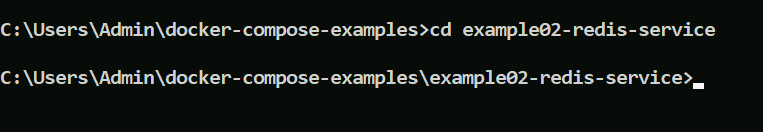 C:\Users\Admin\docker-compose-examples>cd example02-redis-service
C:\Users\Admin\docker-compose-examples\example02-redis-service>